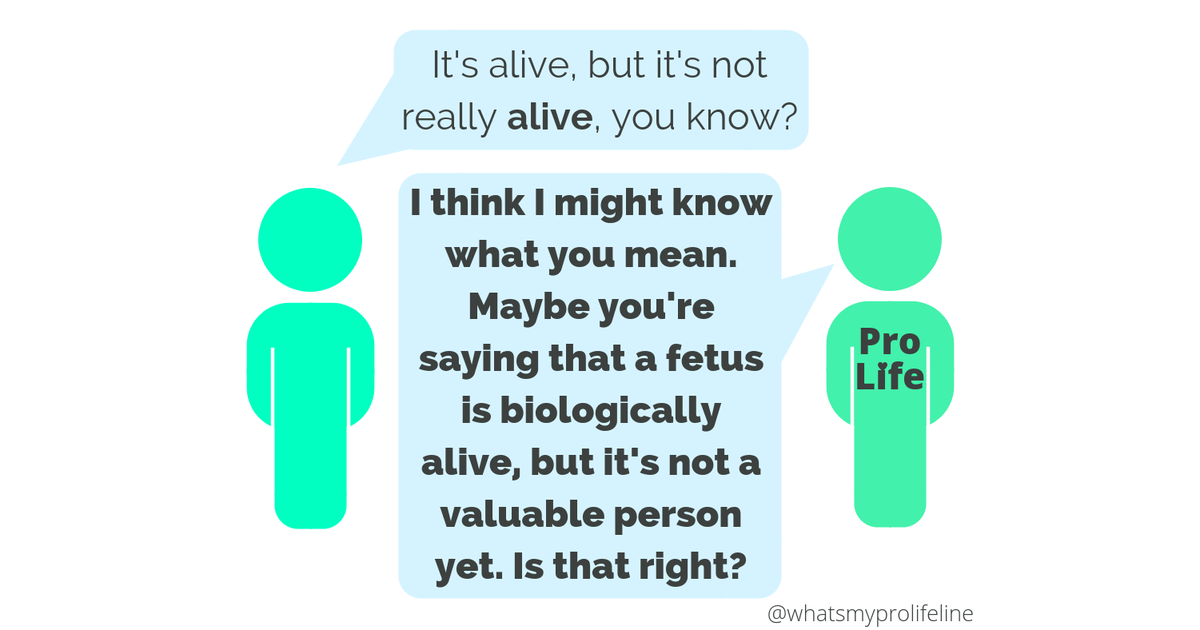 It's alive, but it's not
really alive, you know?
I think I might know
what you mean.
Maybe you're
saying that a fetus
is biologically
alive, but it's not a
valuable person
yet. Is that right?
Pro
Life
@whatsmyprolifeline